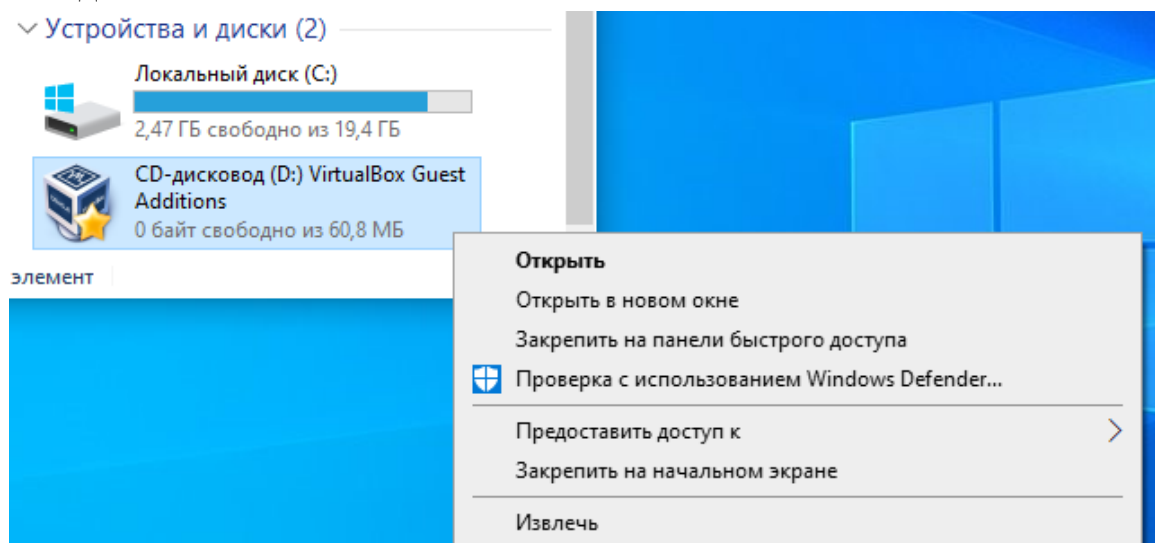 Устройства и диски (2)
Локальный диск (C:)
2,47 ГБ свободно из 19,4 ГБ
CD-дисковод (D:) VirtualBox Guest
Additions
0 байт свободно из 60,8 МБ
элемент
Открыть
Открыть в новом окне
Закрепить на панели быстрого доступа
Проверка с использованием Windows Defender...
Предоставить доступ к
Закрепить на начальном экране
Извлечь